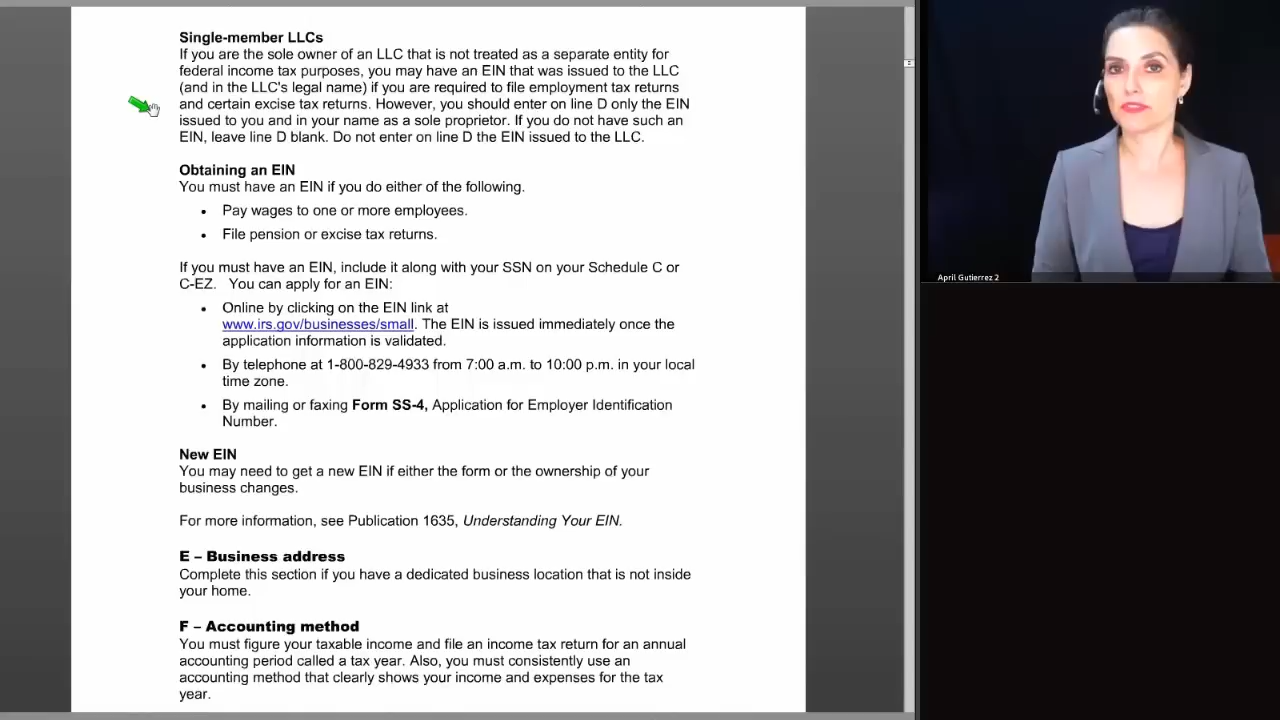 Single-member LLCs
If you are the sole owner of an LLC that is not treated as a separate entity for
federal income tax purposes, you may have an EIN that was issued to the LLC
(and in the LLC's legal name) if you are required to file employment tax returns
and certain excise tax returns. However, you should enter on line D only the EIN
issued to you and in your name as a sole proprietor. If you do not have such an
EIN, leave line D blank. Do not enter on line D the EIN issued to the LLC.
Obtaining an EIN
You must have an EIN if you do either of the following.
• Pay wages to one or more employees.
• File pension or excise tax returns.
If you must have an EIN, include it along with your SSN on your Schedule C or
C-EZ. You can apply for an EIN:
• Online by clicking on the EIN link at
www.irs.gov/businesses/small. The EIN is issued immediately once the
application information is validated.
• By telephone at 1-800-829-4933 from 7:00 a.m. to 10:00 p.m. in your local
time zone.
• By mailing or faxing Form SS-4, Application for Employer Identification
Number.
New EIN
You may need to get a new EIN if either the form or the ownership of your
business changes.
For more information, see Publication 1635, Understanding Your EIN.
E – Business address
Complete this section if you have a dedicated business location that is not inside
your home.
F – Accounting method
You must figure your taxable income and file an income tax return for an annual
accounting period called a tax year. Also, you must consistently use an
accounting method that clearly shows your income and expenses for the tax
year.
April Gutierrez 2